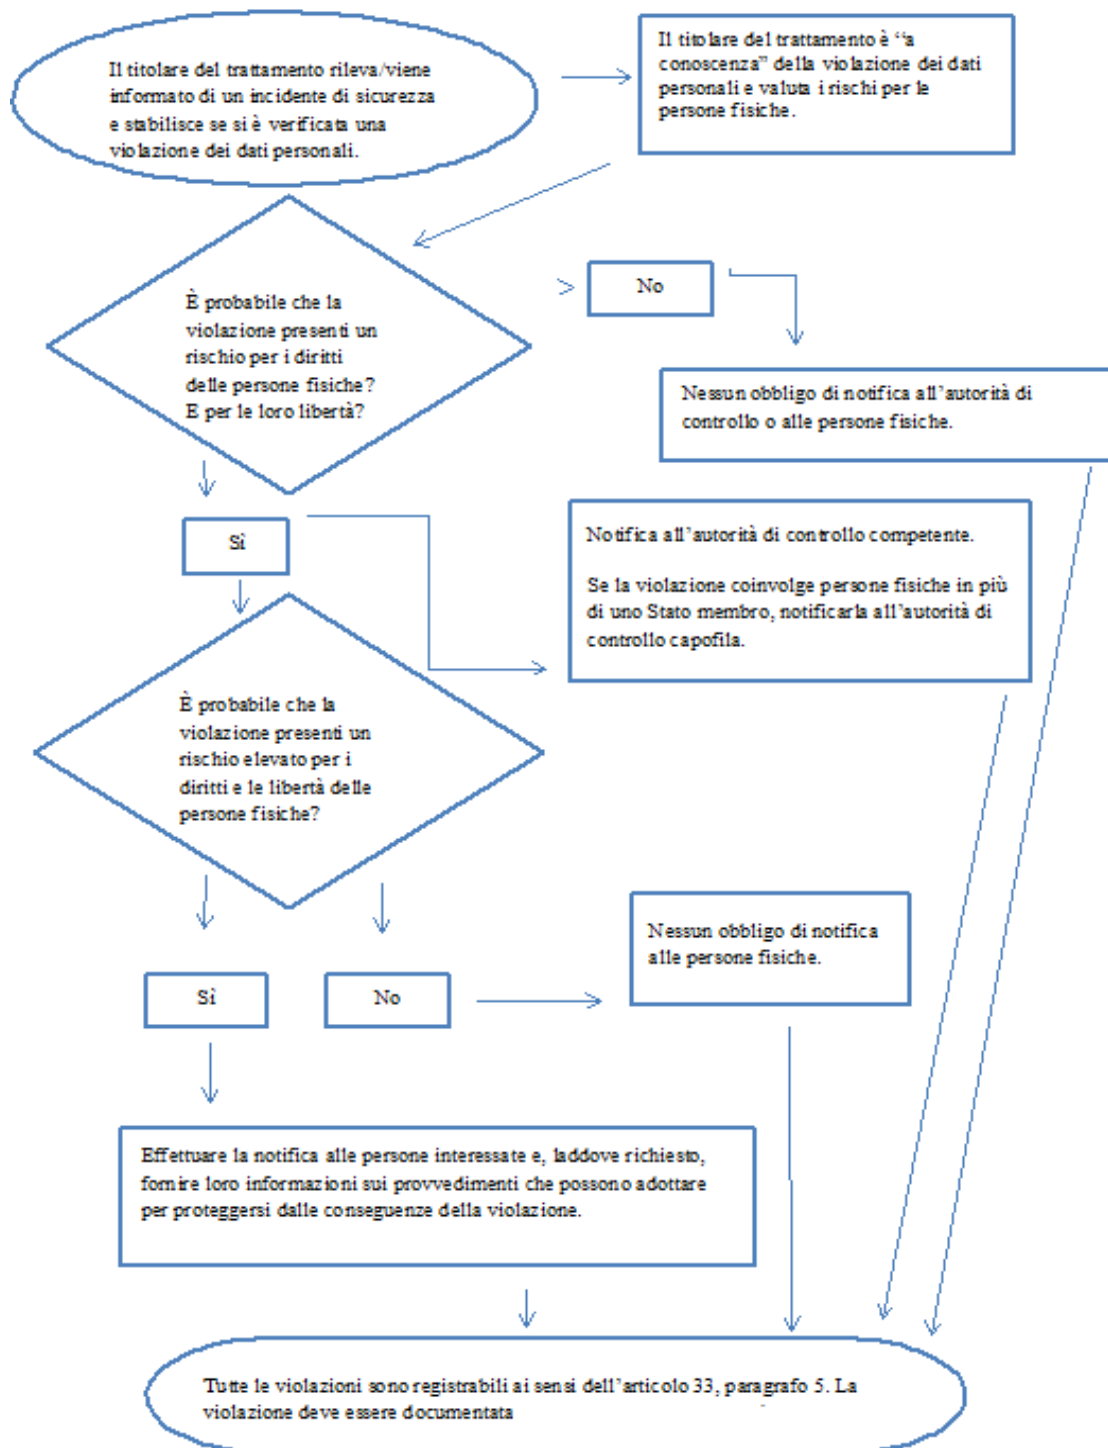 Il titolare del trattamento rileva/viene
informato di un incidente di sicurezza
e stabilisce se si è verificata una
violazione dei dati personali.
Il titolare del trattamento è “a
conoscenza” della violazione dei dati
personali e valuta i rischi per le
persone fisiche.
È probabile che la
violazione presenti un
rischio per i diritti
delle persone fisiche?
E per le loro libertà?
No
Nessun obbligo di notifica all’autorità di
controllo o alle persone fisiche.
Sì
Notifica all’autorità di controllo competente.
Se la violazione coinvolge persone fisiche in più
di uno Stato membro, notificarla all’autorità di
controllo capofila.
È probabile che la
violazione presenti un
rischio elevato per i
diritti e le libertà delle
persone fisiche?
Sì
No
Nessun obbligo di notifica
alle persone fisiche.
Effettuare la notifica alle persone interessate e, laddove richiesto,
fornire loro informazioni sui provvedimenti che possono adottare
per proteggersi dalle conseguenze della violazione.
Tutte le violazioni sono registrabili ai sensi dell’articolo 33, paragrafo 5. La
violazione deve essere documentata